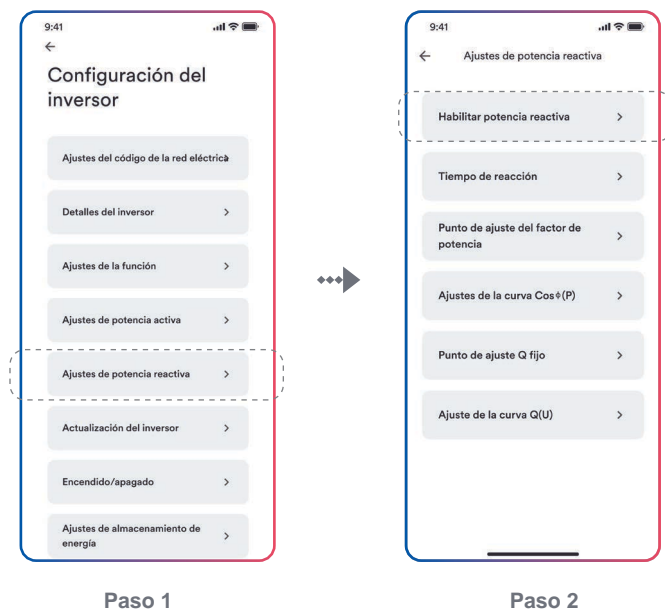 9:41
Configuración del
inversor
Ajustes del código de la red eléctrica
Detalles del inversor
Ajustes de la función
Ajustes de potencia activa
Ajustes de potencia reactiva
Actualización del inversor
Encendido/apagado
Ajustes de almacenamiento de
energía
Paso 1
9:41
Ajustes de potencia reactiva
Habilitar potencia reactiva
Tiempo de reacción
Punto de ajuste del factor de
potencia
Ajustes de la curva Cosϕ(P)
Punto de ajuste Q fijo
Ajuste de la curva Q(U)
Paso 2